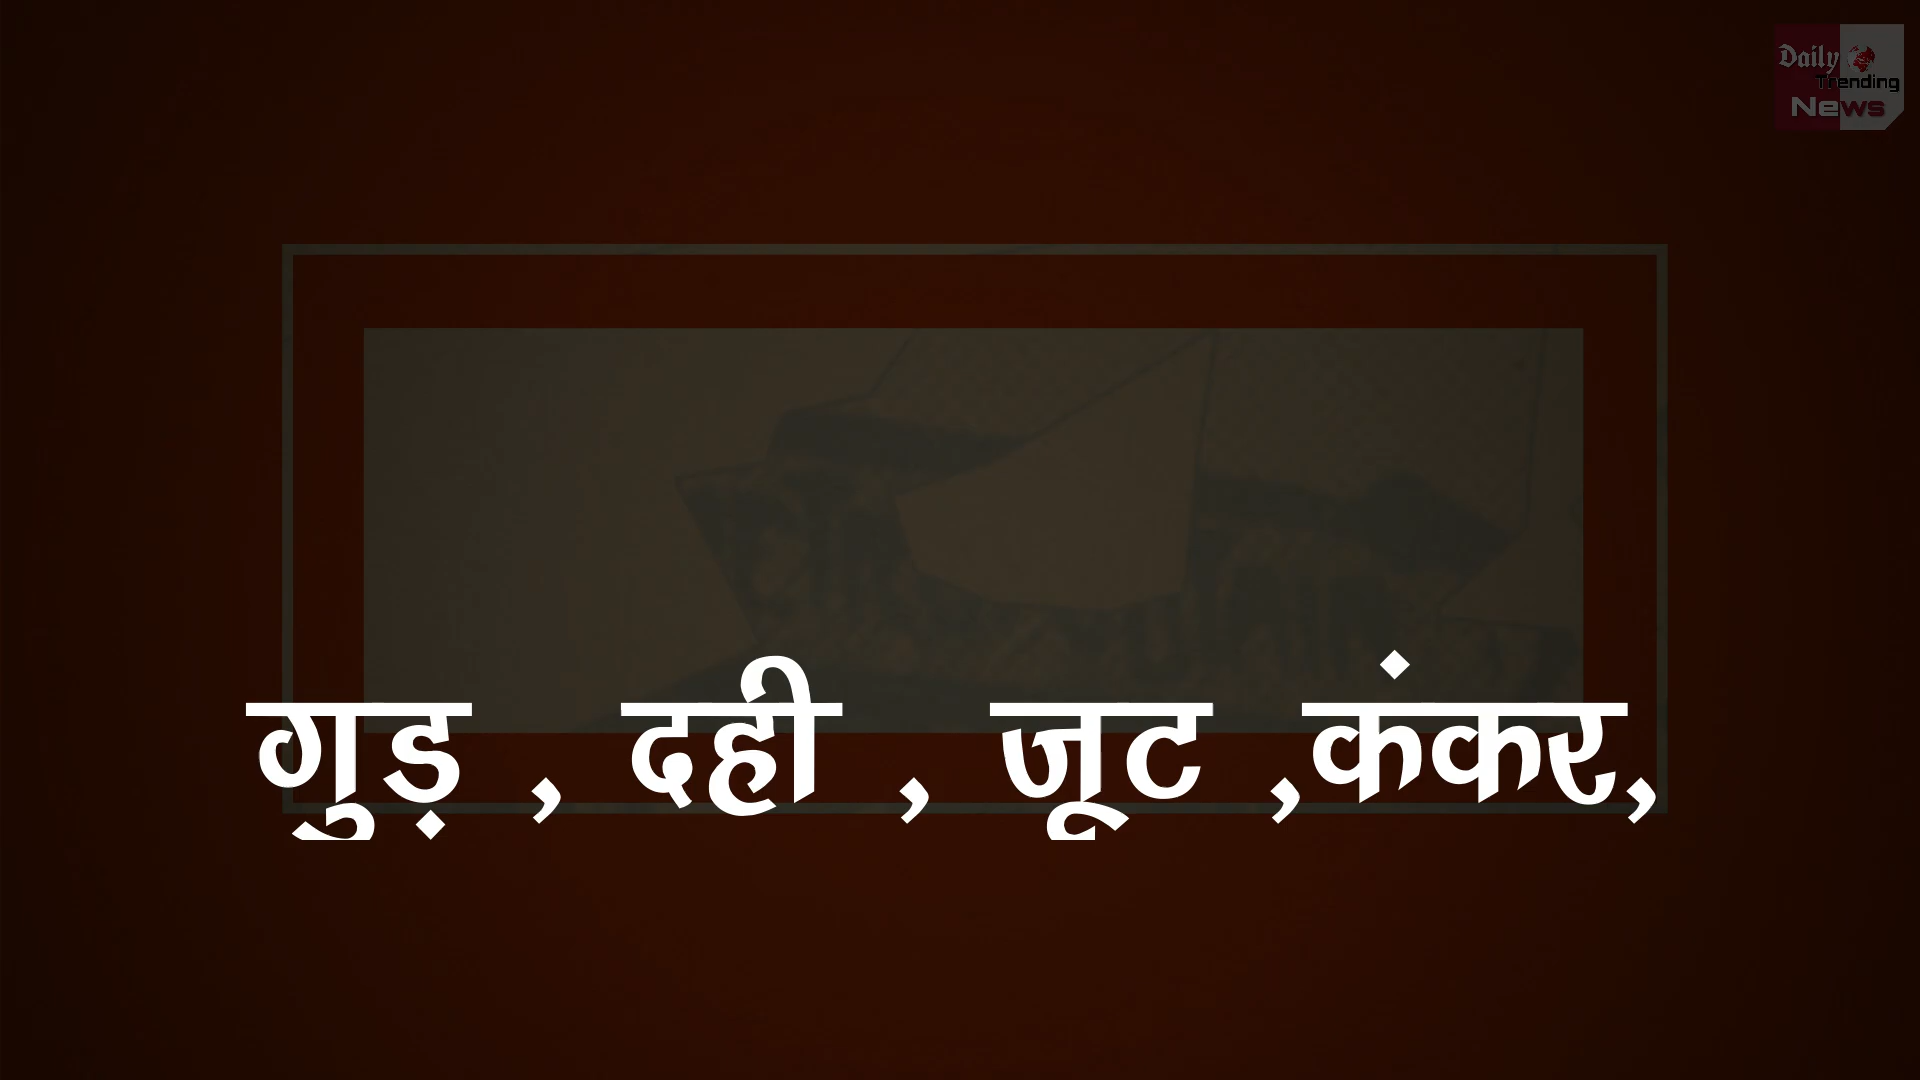 Daily
Trending
News
गुड़ , दही , जूट ,कंकर,